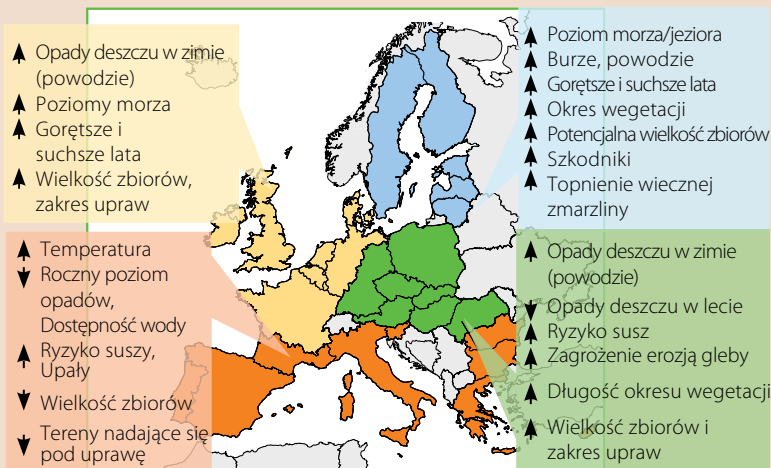 Opady deszczu w zimie
(powodzie)
Poziomy morza
Gorętsze i
suchsze lata
Wielkość zbiorów,
zakres upraw
Poziom morza/jeziora
Burze, powodzie
Gorętsze i suchsze lata
Okres wegetacji
Potencjalna wielkość zbiorów
Szkodniki
Topnienie wiecznej
zmarzliny
Temperatura
Roczny poziom
opadów,
Dostępność wody
Ryzyko suszy,
Upały
Wielkość zbiorów
Tereny nadające się
pod uprawę
Opady deszczu w zimie
(powodzie)
Opady deszczu w lecie
Ryzyko susz
Zagrożenie erozją gleby
Długość okresu wegetacji
Wielkość zbiorów i
zakres upraw